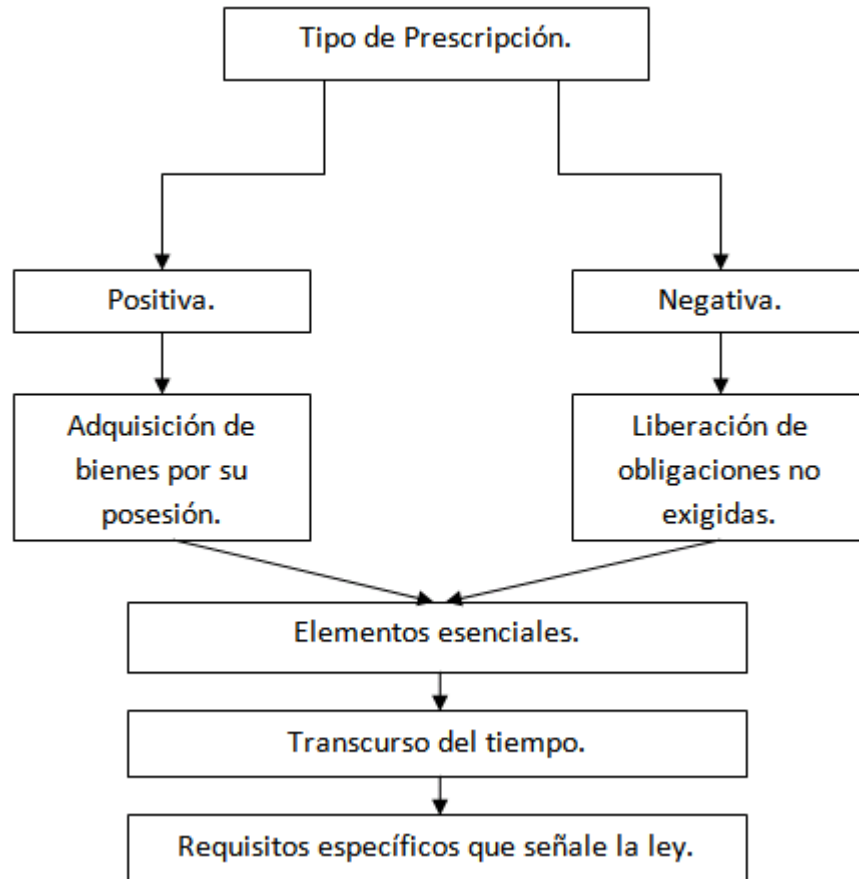 Tipo de Prescripción.
Positiva.
Negativa.
Adquisición de
bienes por su
posesión.
Liberación de
obligaciones no
exigidas.
Elementos esenciales.
Transcurso del tiempo.
Requisitos específicos que señale la ley.